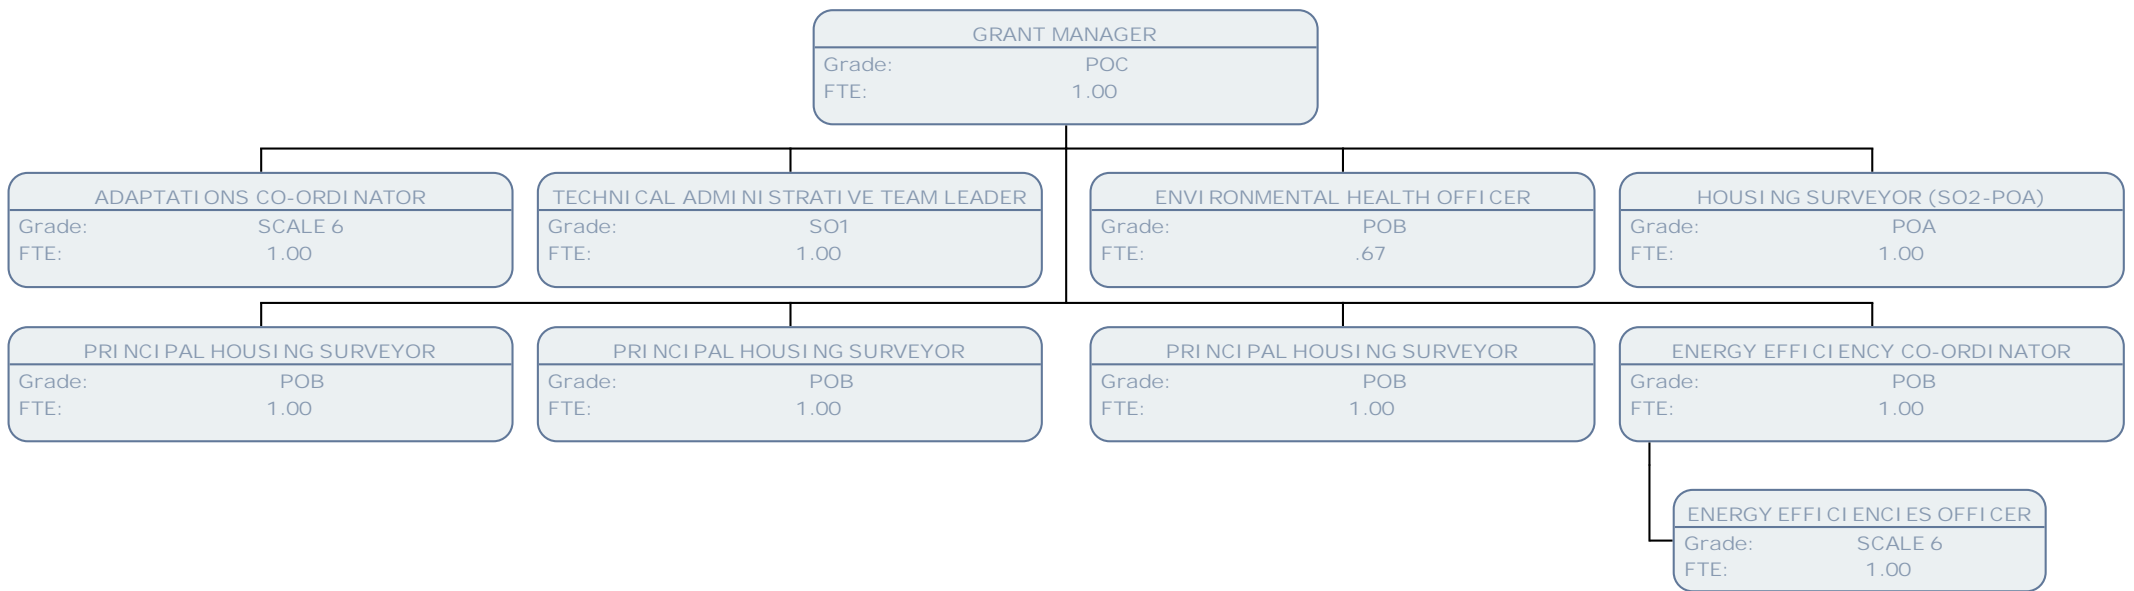 GRANT MANAGER
Grade: POC
FTE: 1.00
ADAPTATIONS CO-ORDINATOR
Grade: SCALE 6
FTE: 1.00
TECHNICAL ADMINISTRATIVE TEAM LEADER
Grade: SO1
FTE: 1.00
ENVIRONMENTAL HEALTH OFFICER
Grade: POB
FTE: .67
HOUSING SURVEYOR (SO2-POA)
Grade: POA
FTE: 1.00
PRINCIPAL HOUSING SURVEYOR
Grade: POB
FTE: 1.00
PRINCIPAL HOUSING SURVEYOR
Grade: POB
FTE: 1.00
PRINCIPAL HOUSING SURVEYOR
Grade: POB
FTE: 1.00
ENERGY EFFICIENCY CO-ORDINATOR
Grade: POB
FTE: 1.00
ENERGY EFFICIENCIES OFFICER
Grade: SCALE 6
FTE: 1.00